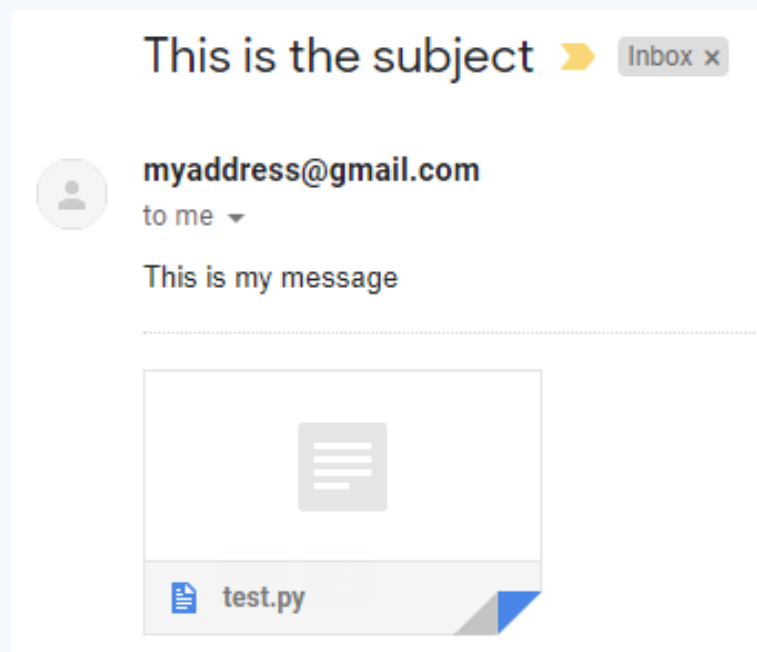 This is the subject Inbox ×
myaddress@gmail.com
to me
This is my message
test.py